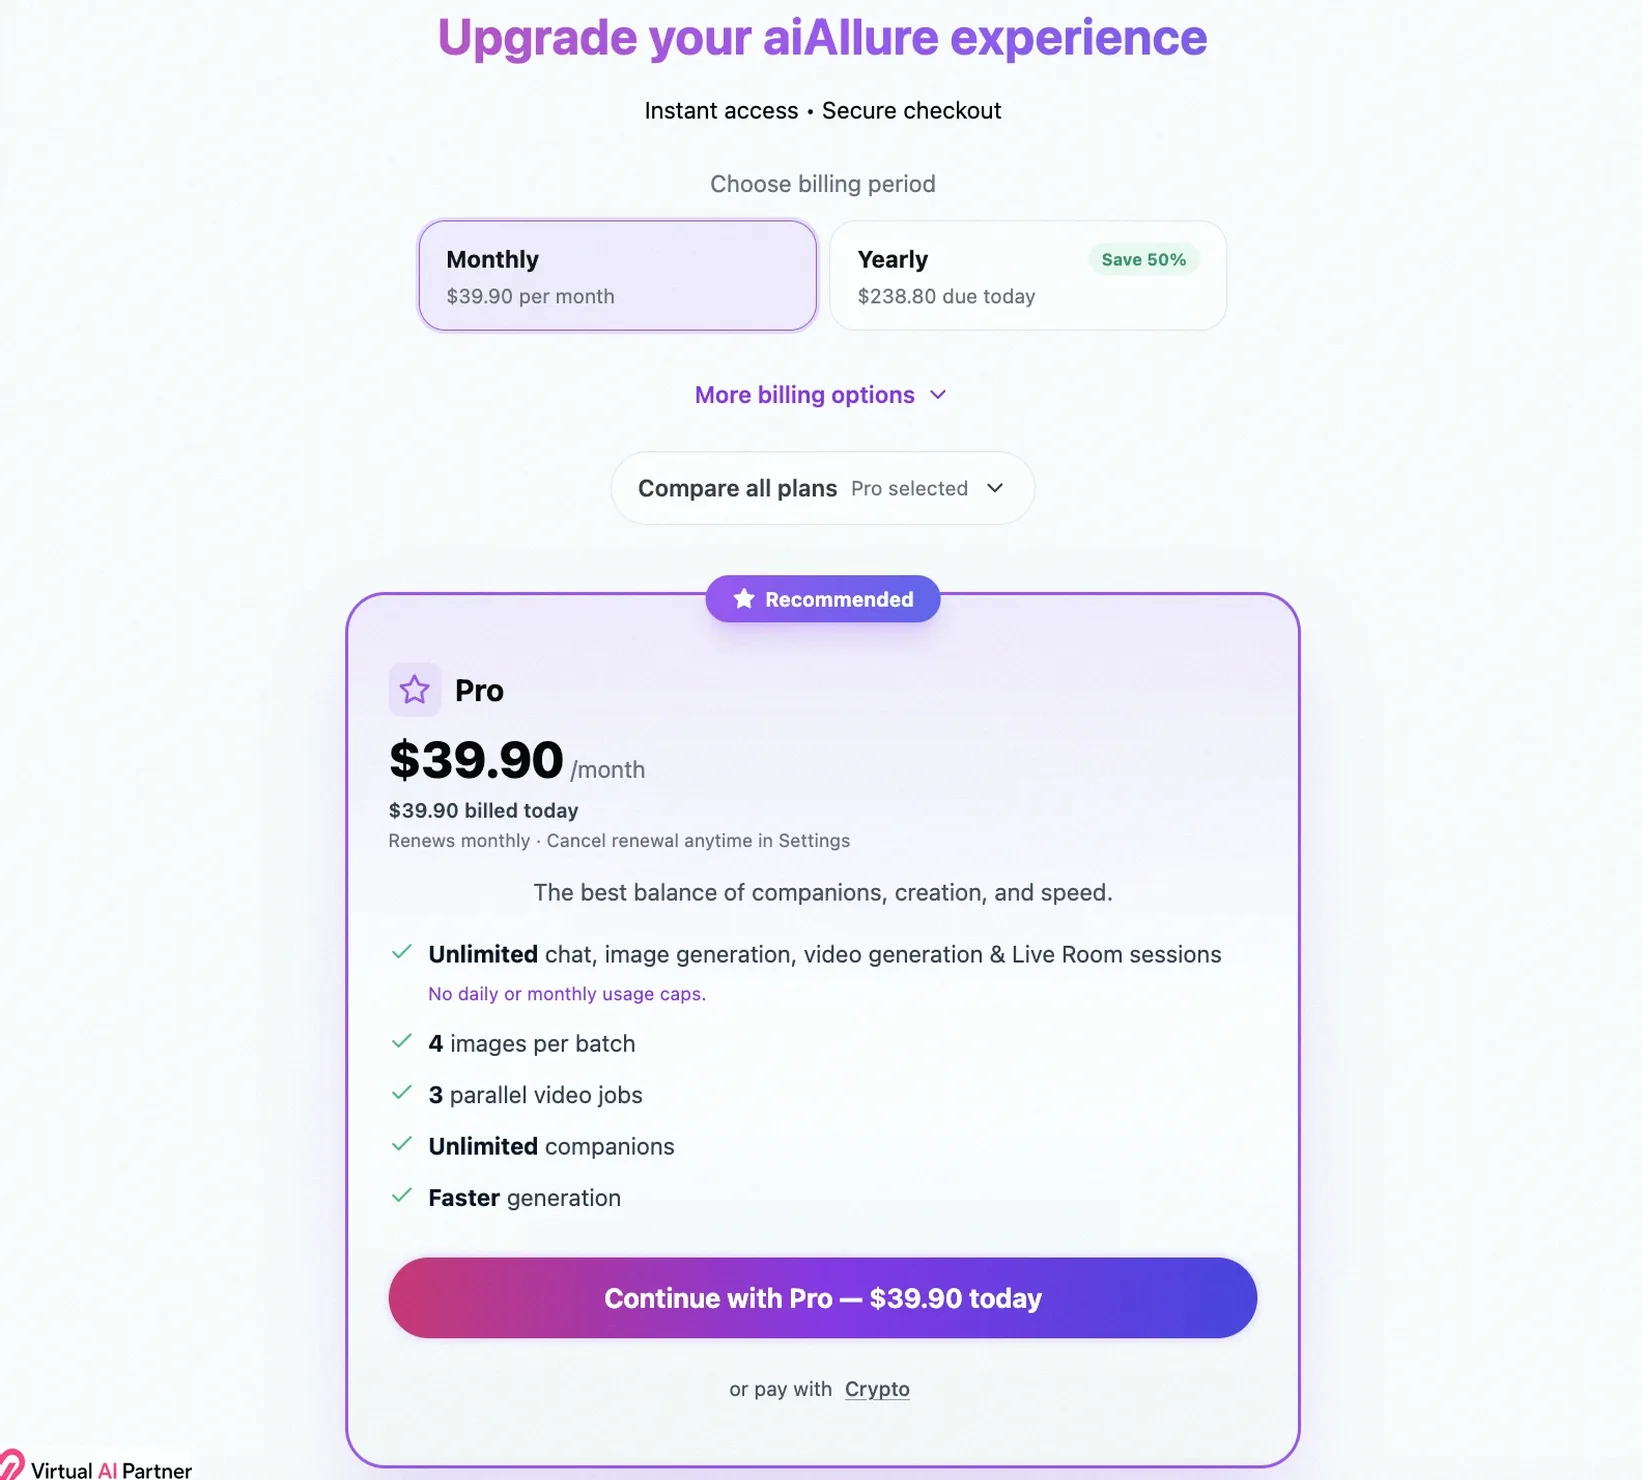 Upgrade your aiAllure experience
Instant access • Secure checkout
Choose billing period
Monthly
$39.90 per month
Yearly
Save 50%
$238.80 due today
More billing options
Compare all plans Pro selected
Recommended
Pro
$39.90 /month
$39.90 billed today
Renews monthly · Cancel renewal anytime in Settings
The best balance of companions, creation, and speed.
Unlimited chat, image generation, video generation & Live Room sessions
No daily or monthly usage caps.
4 images per batch
3 parallel video jobs
Unlimited companions
Faster generation
Continue with Pro — $39.90 today
or pay with Crypto
Virtual AI Partner